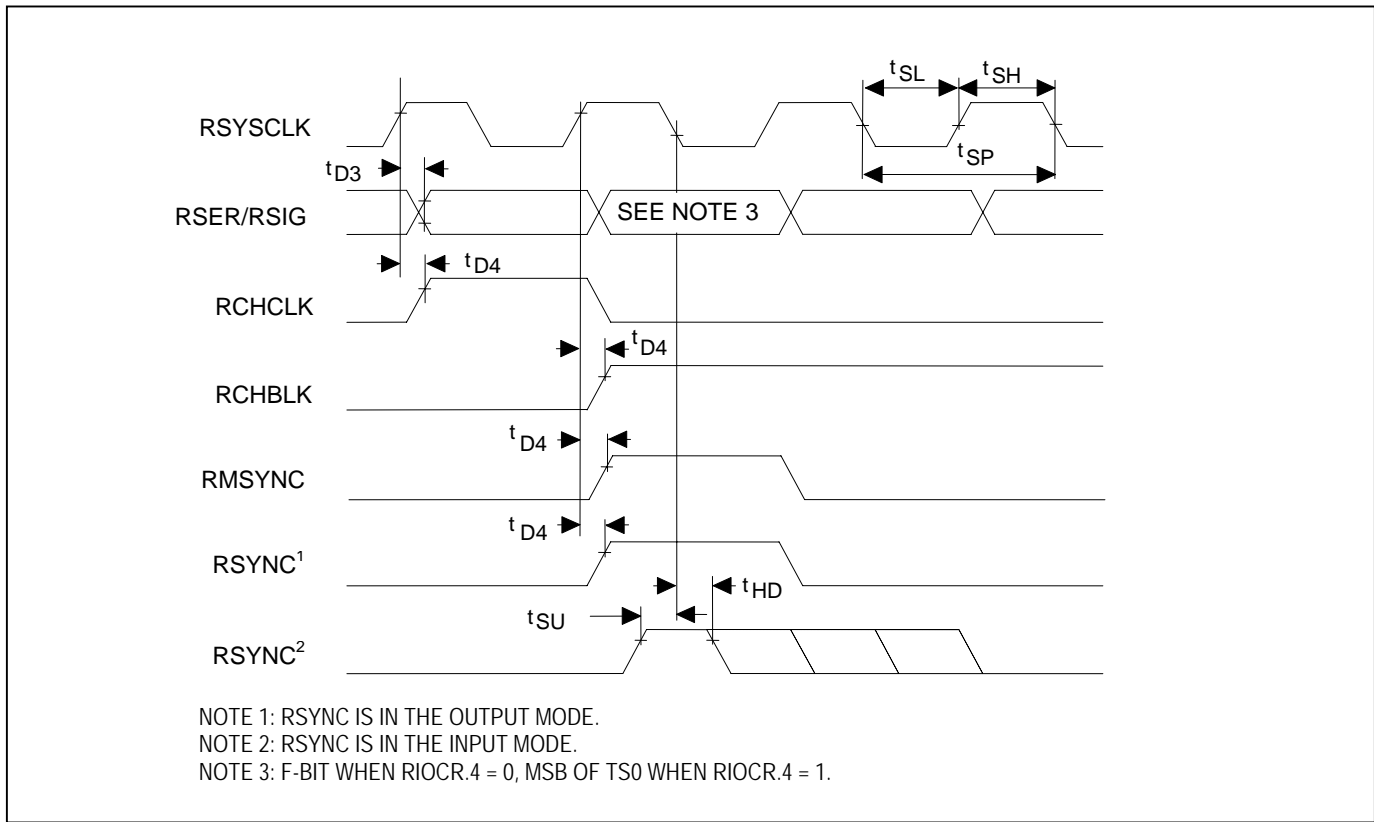 tSL tSH
RSYSCLK
tSP
tD3
RSER/RSIG SEE NOTE 3
tD4
RCHCLK
tD4
RCHBLK
tD4
RMSYNC
tD4
RSYNC1
tHD
tSU
RSYNC2
NOTE 1: RSYNC IS IN THE OUTPUT MODE.
NOTE 2: RSYNC IS IN THE INPUT MODE.
NOTE 3: F-BIT WHEN RIOCR.4 = 0, MSB OF TS0 WHEN RIOCR.4 = 1.